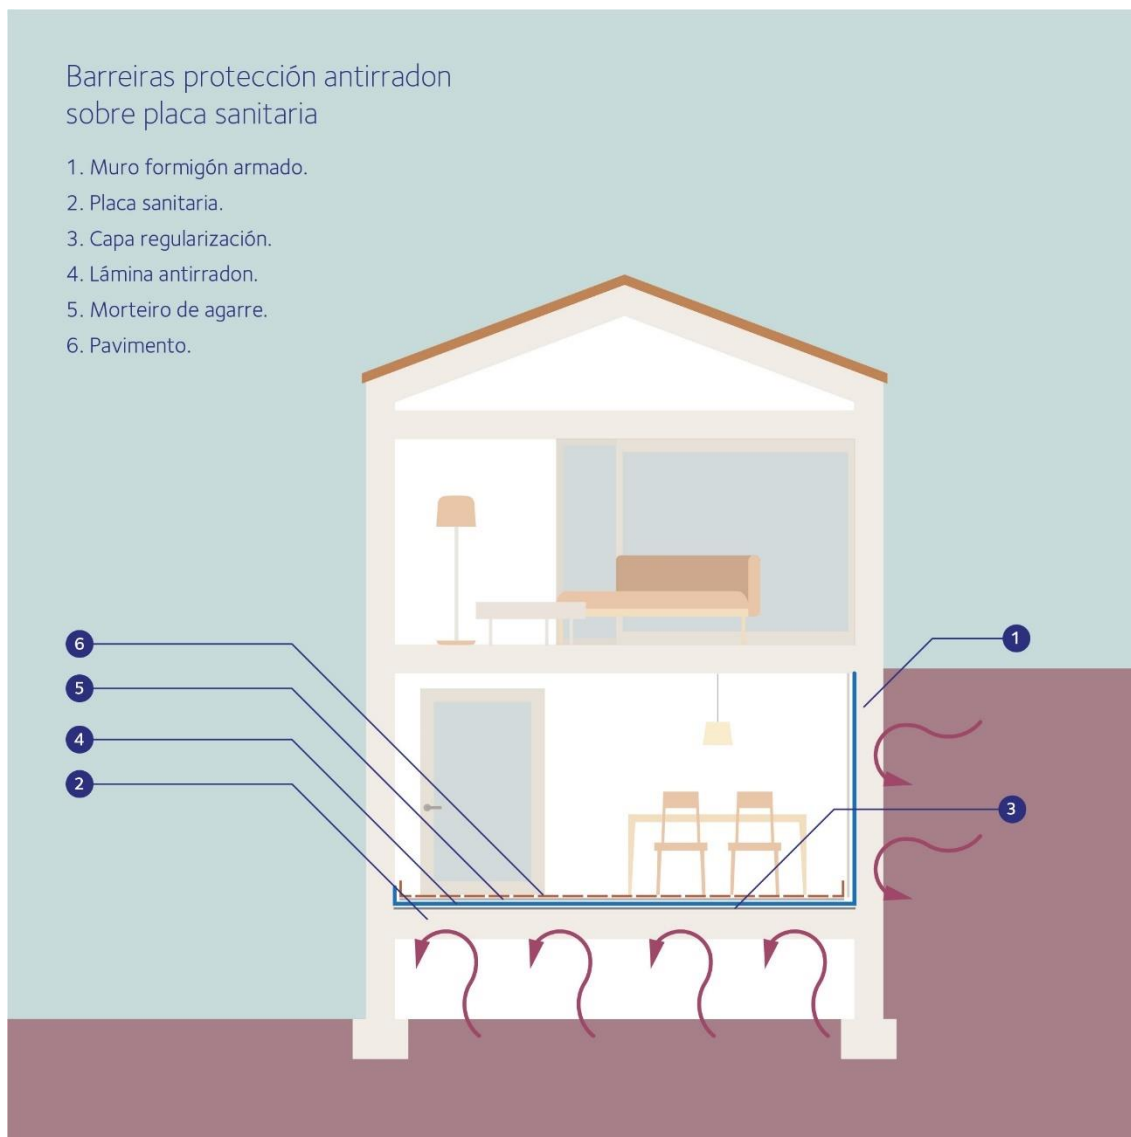 Barreiras protección antirradon
sobre placa sanitaria
1. Muro formigón armado.
2. Placa sanitaria.
3. Capa regularización.
4. Lámina antirradon.
5. Morteiro de agarre.
6. Pavimento.
6
1
5
4
2
3